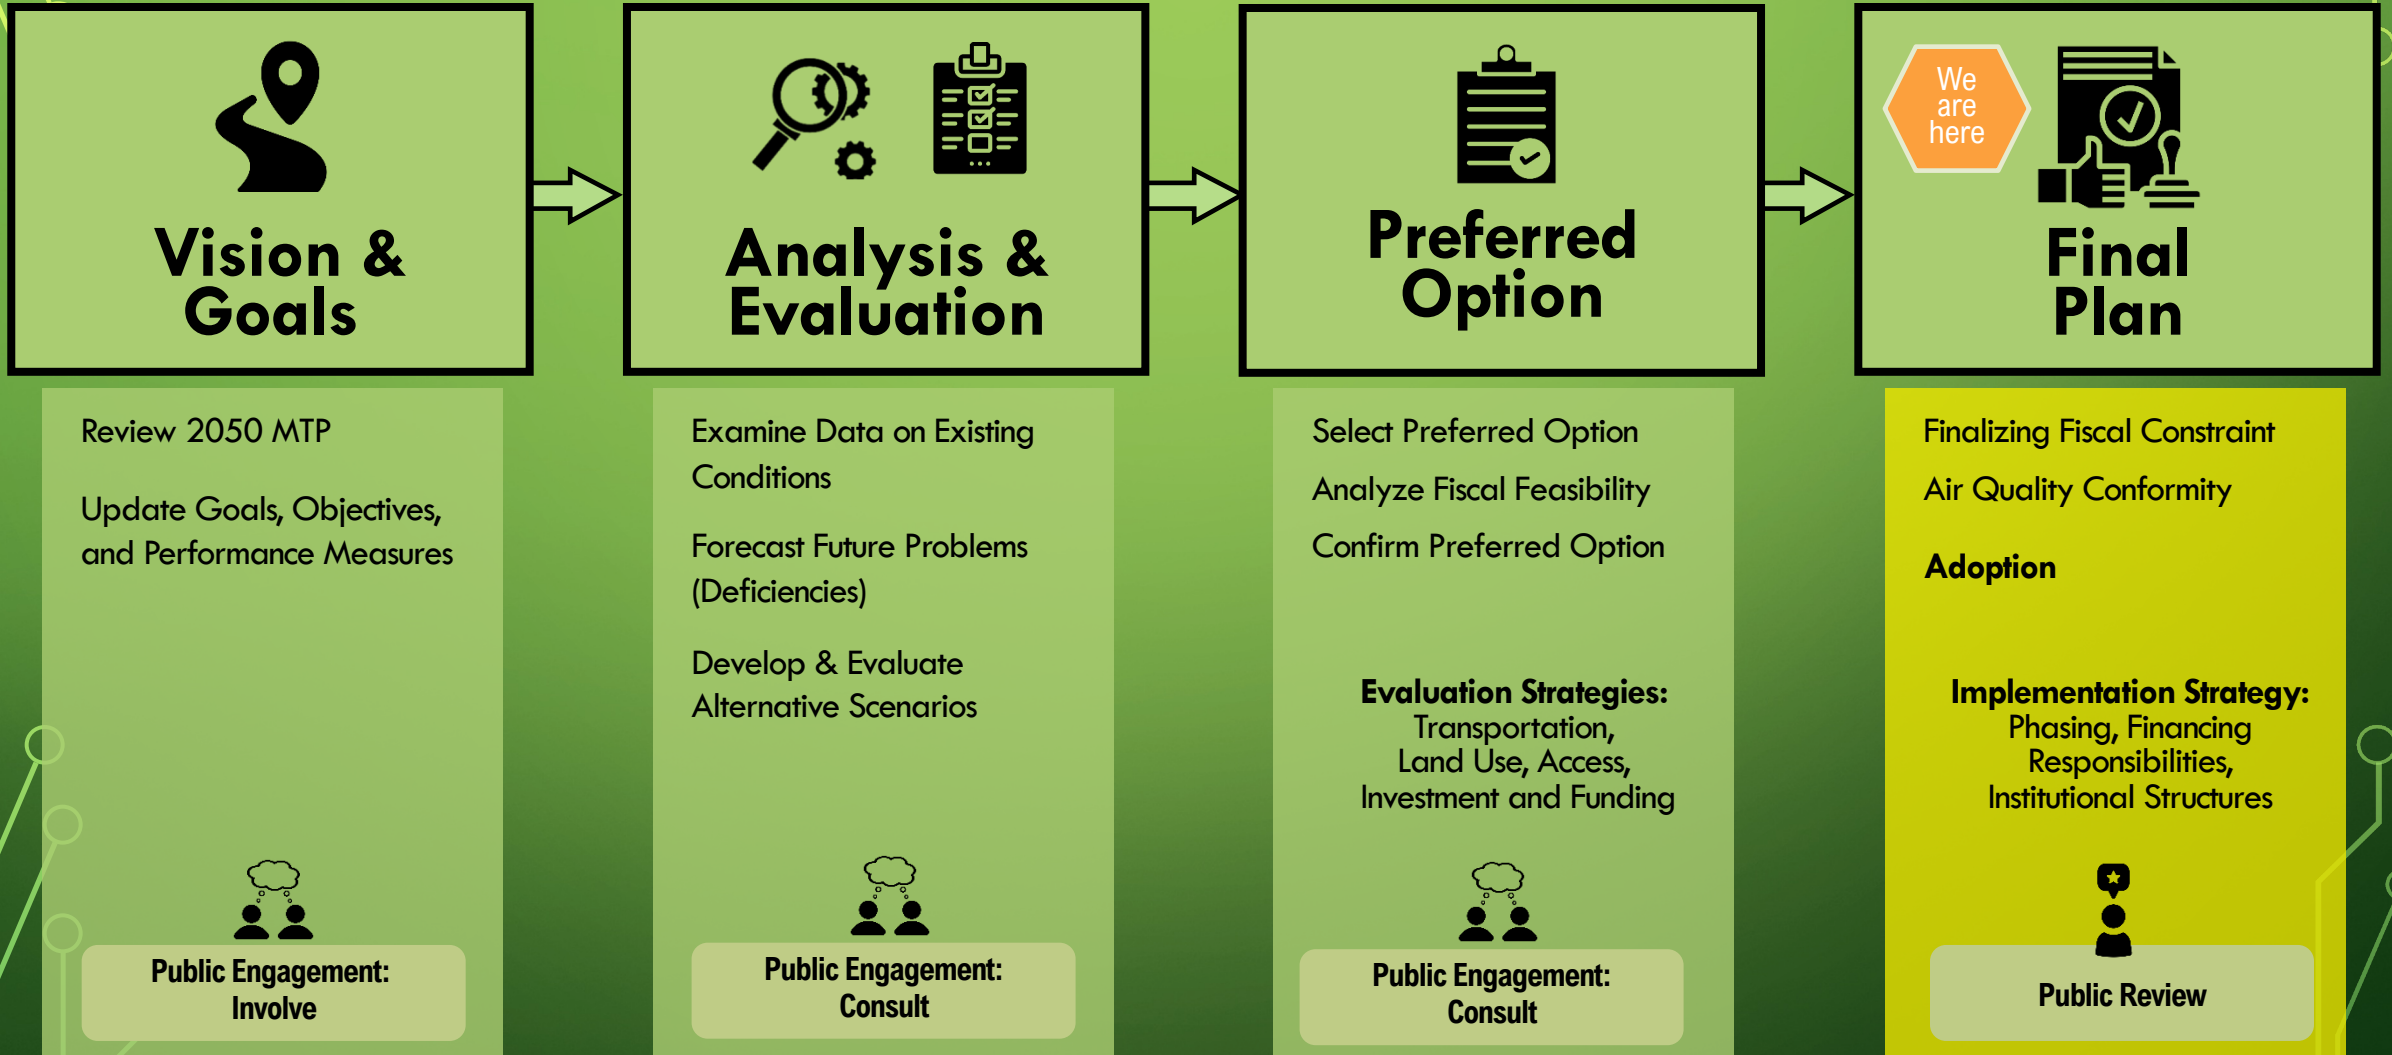 Vision &
Goals
Review 2050 MTP
Update Goals, Objectives,
and Performance Measures
Public Engagement:
Involve
Analysis &
Evaluation
Examine Data on Existing
Conditions
Forecast Future Problems
(Deficiencies)
Develop & Evaluate
Alternative Scenarios
Public Engagement:
Consult
Preferred
Option
Select Preferred Option
Analyze Fiscal Feasibility
Confirm Preferred Option
Evaluation Strategies:
Transportation,
Land Use, Access,
Investment and Funding
Public Engagement:
Consult
We
are
here
Final
Plan
Finalizing Fiscal Constraint
Air Quality Conformity
Adoption
Implementation Strategy:
Phasing, Financing
Responsibilities,
Institutional Structures
Public Review